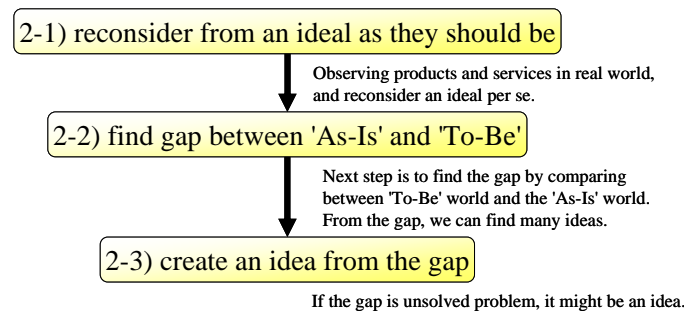 2-1) reconsider from an ideal as they should be
Observing products and services in real world,
and reconsider an ideal per se.
2-2) find gap between 'As-Is' and 'To-Be'
Next step is to find the gap by comparing
between 'To-Be' world and the 'As-Is' world.
From the gap, we can find many ideas.
2-3) create an idea from the gap
If the gap is unsolved problem, it might be an idea.